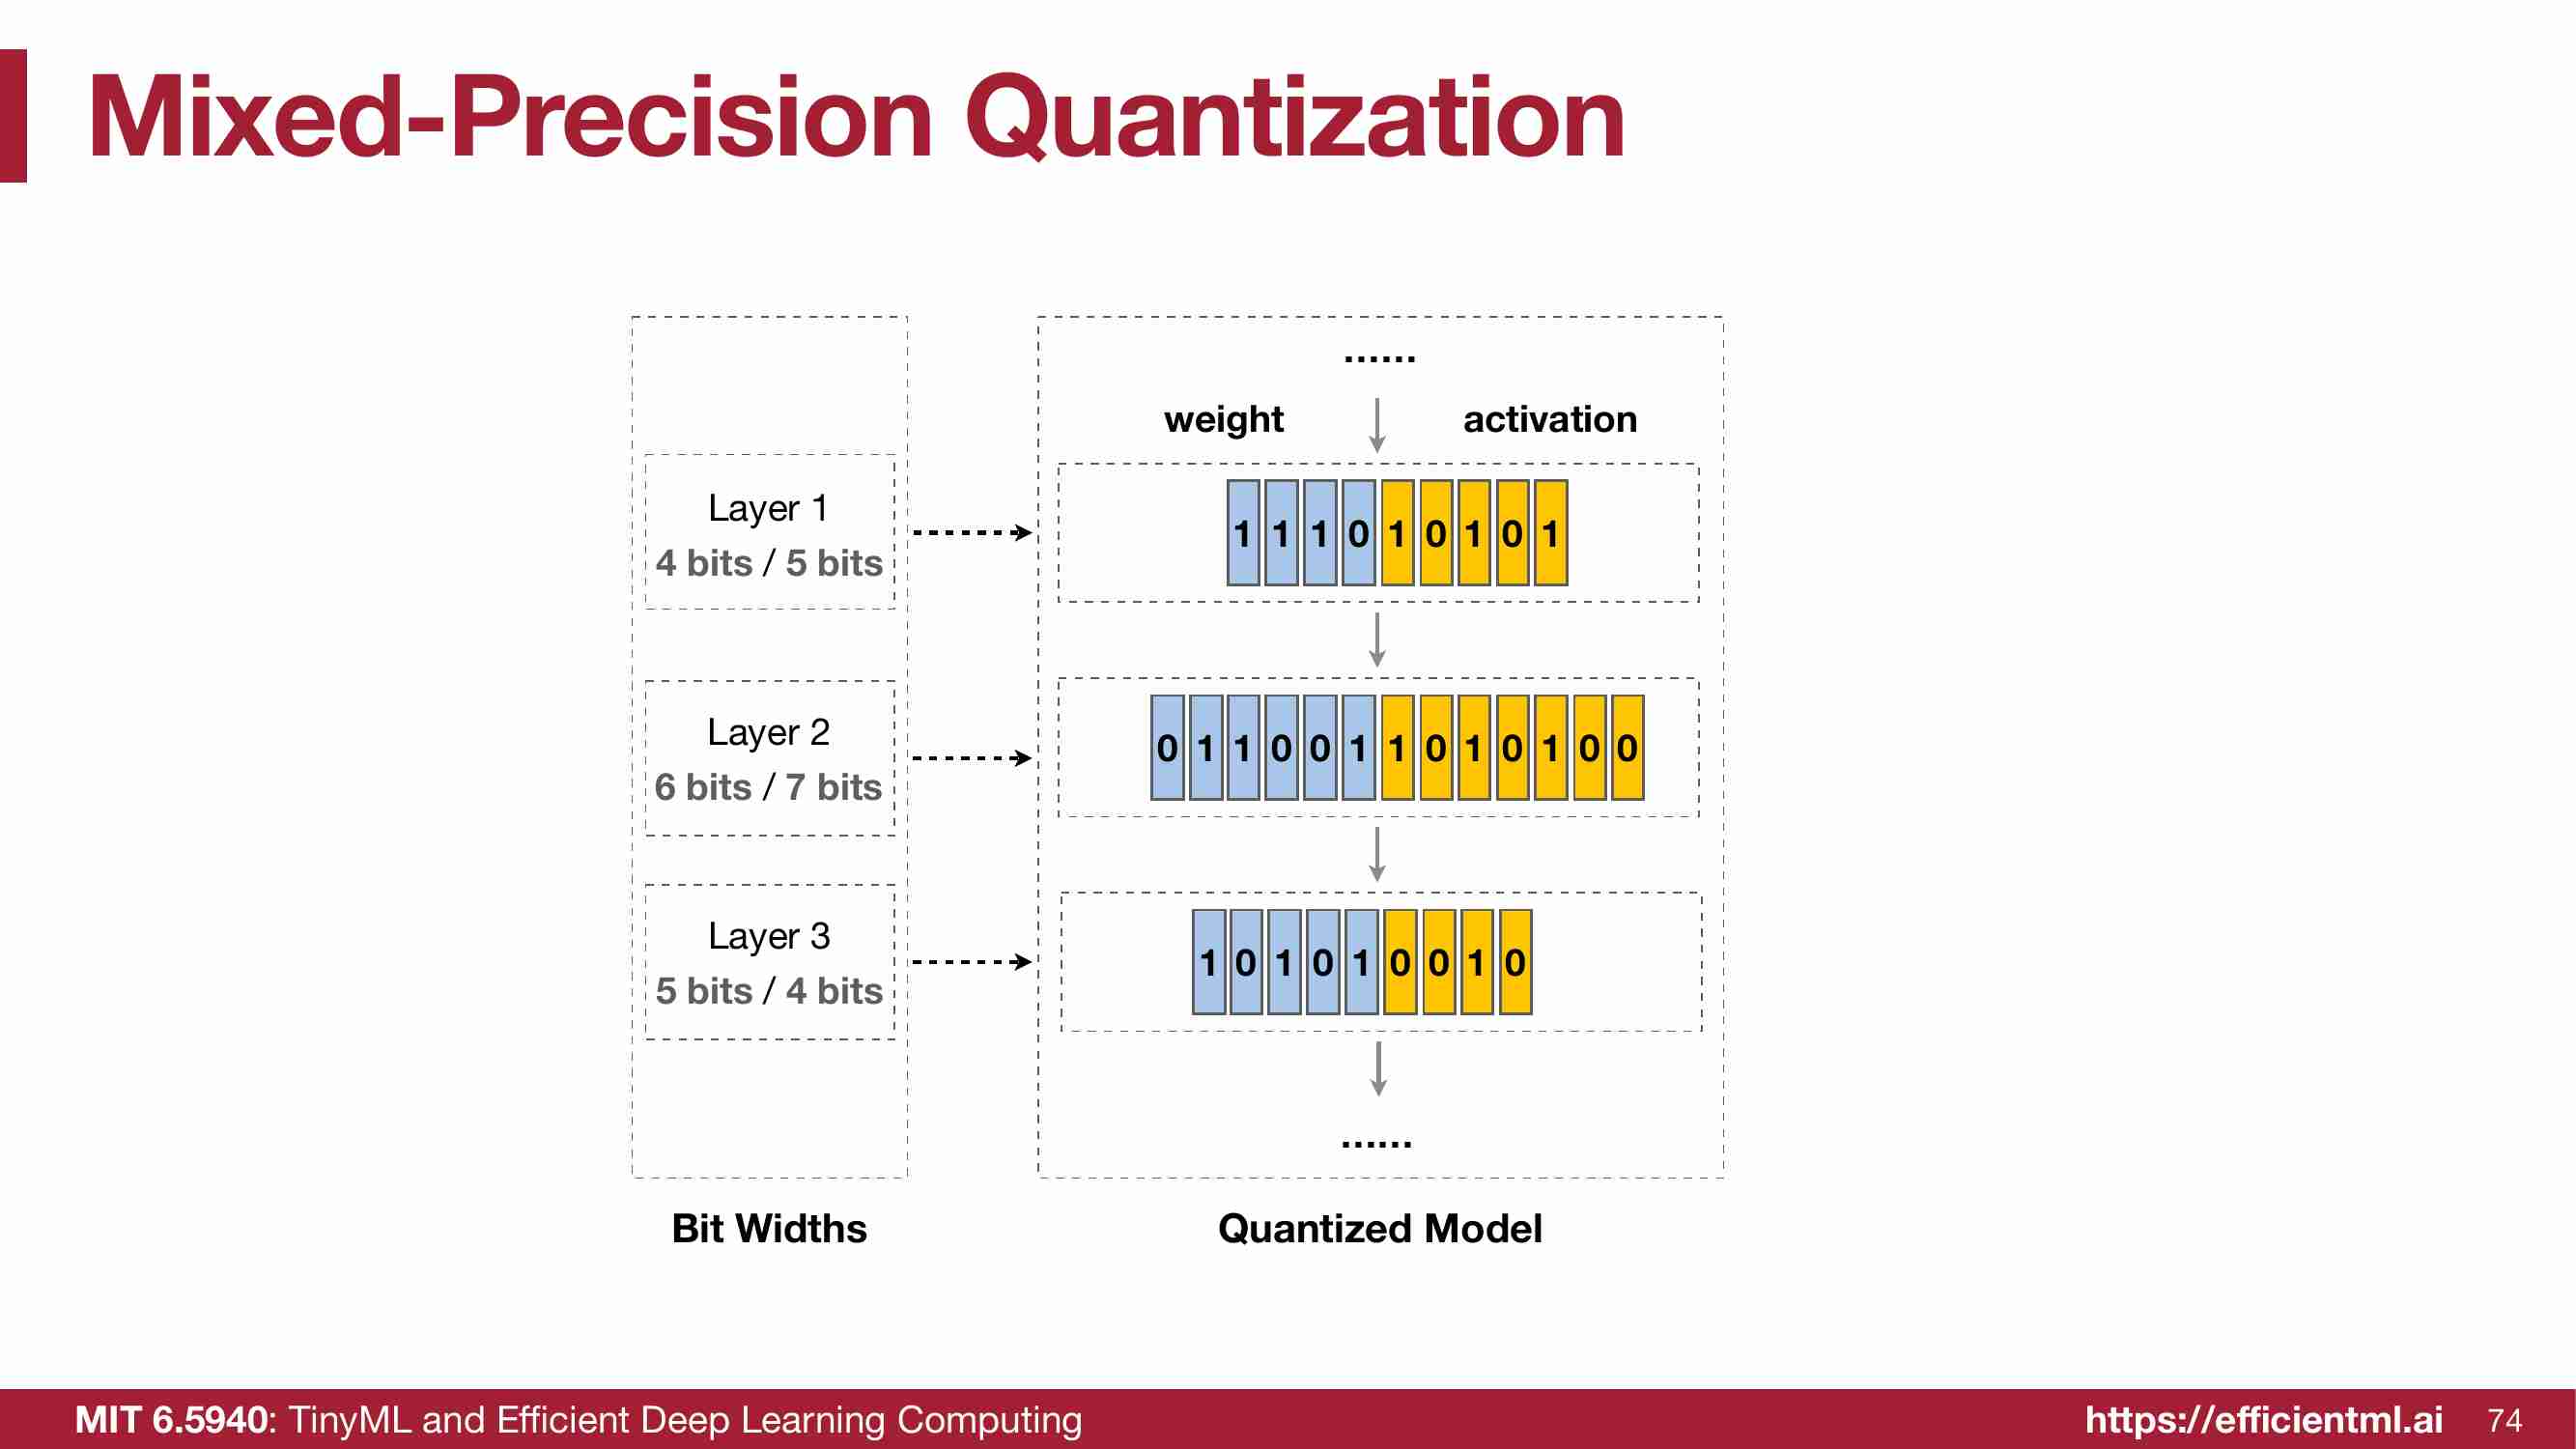 Mixed-Precision Quantization
......
weight activation
Layer 1
4 bits / 5 bits
1 1 1 0 1 0 1 0 1
Layer 2
6 bits / 7 bits
0 1 1 0 0 1 1 0 1 0 1 0 0
Layer 3
5 bits / 4 bits
1 0 1 0 1 0 0 1 0
......
Bit Widths
Quantized Model
MIT 6.5940: TinyML and Efficient Deep Learning Computing
https://efficientml.ai 74